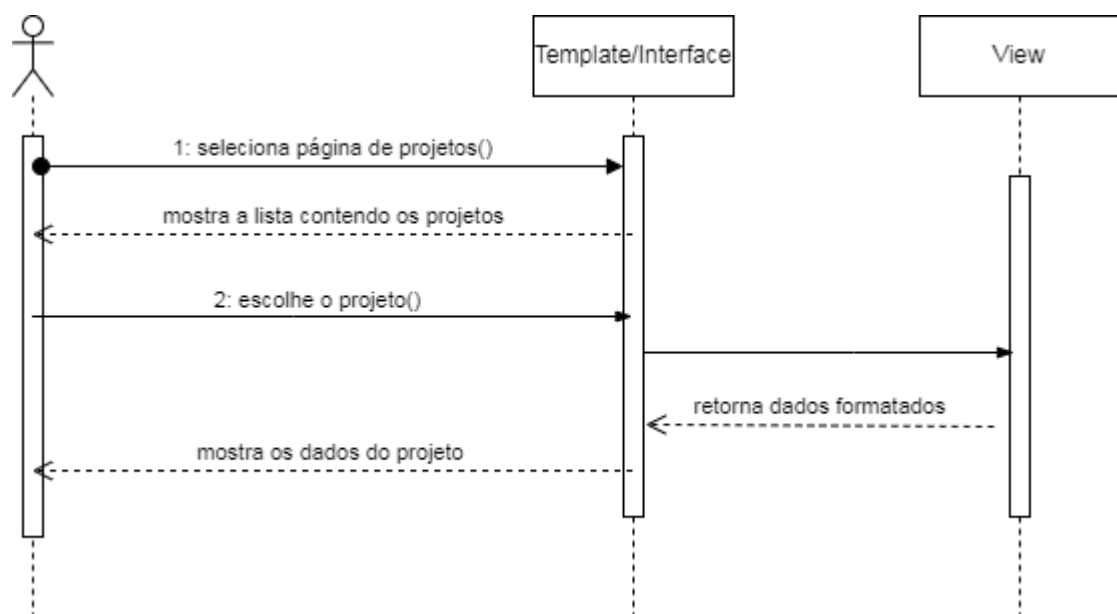 Template/Interface
View
1: seleciona página de projetos()
mostra a lista contendo os projetos
2: escolhe o projeto()
retorna dados formatados
mostra os dados do projeto